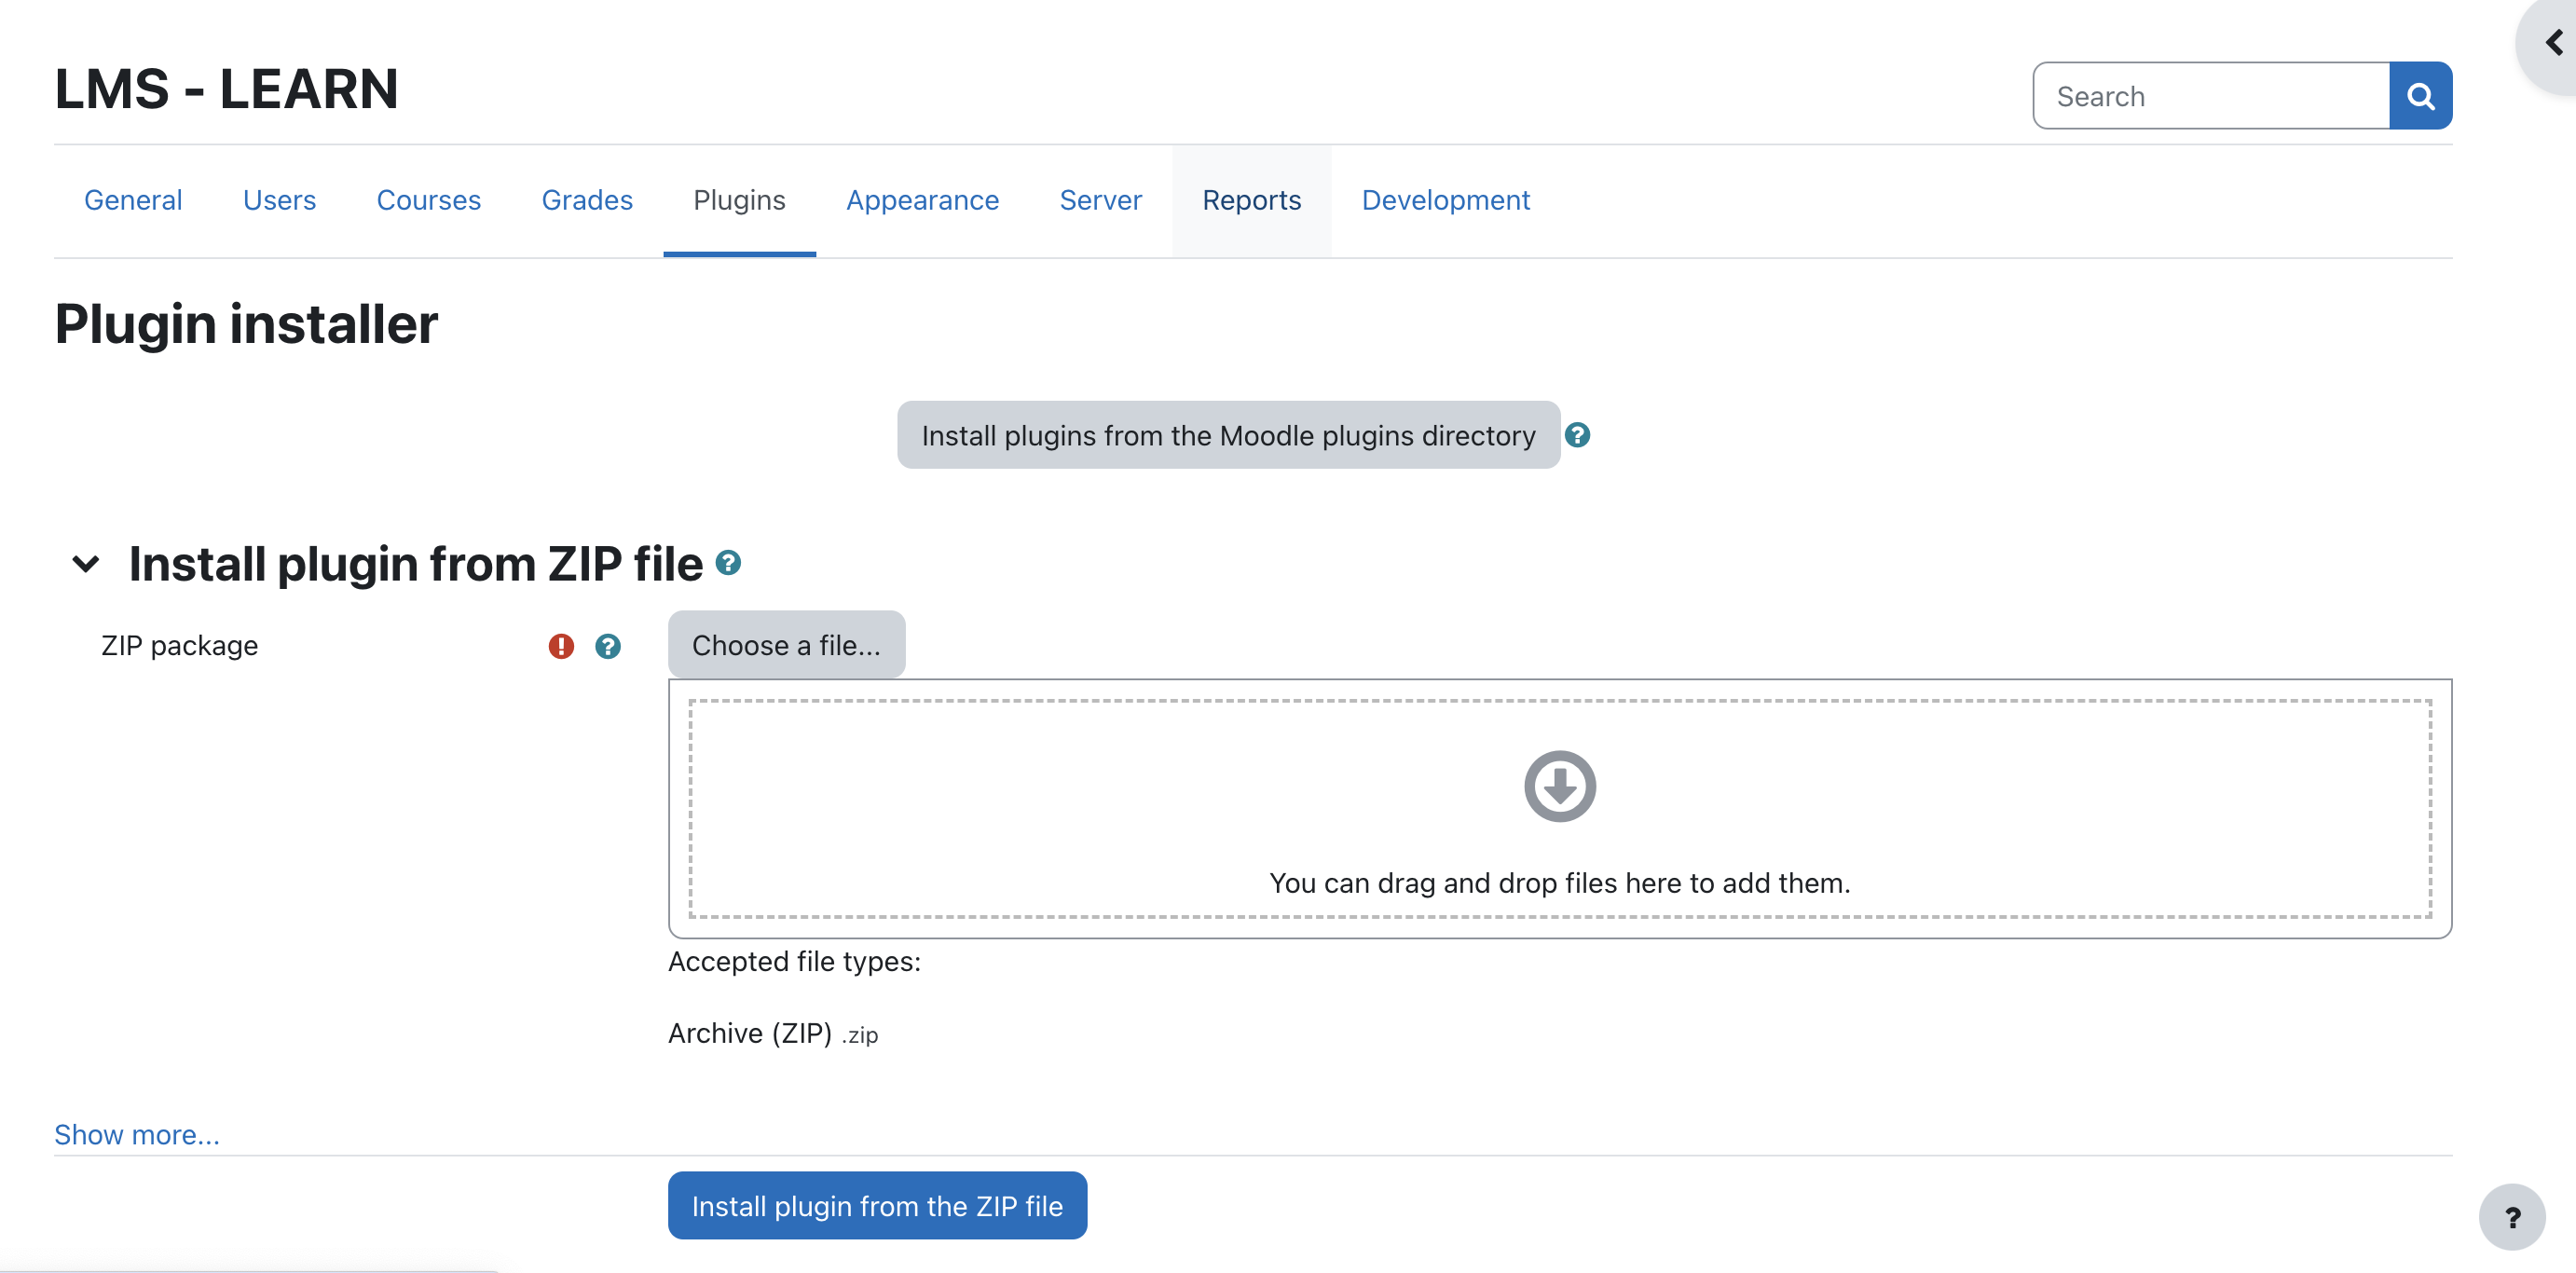 LMS - LEARN
Search
General Users Courses Grades Plugins Appearance Server Reports Development
Plugin installer
Install plugins from the Moodle plugins directory ?
Install plugin from ZIP file ?
ZIP package ! ? Choose a file...
You can drag and drop files here to add them.
Accepted file types:
Archive (ZIP) .zip
Show more...
Install plugin from the ZIP file
?